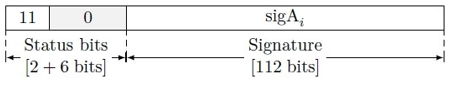 11 0 sigA_i
Status bits Signature
[2 + 6 bits] [112 bits]